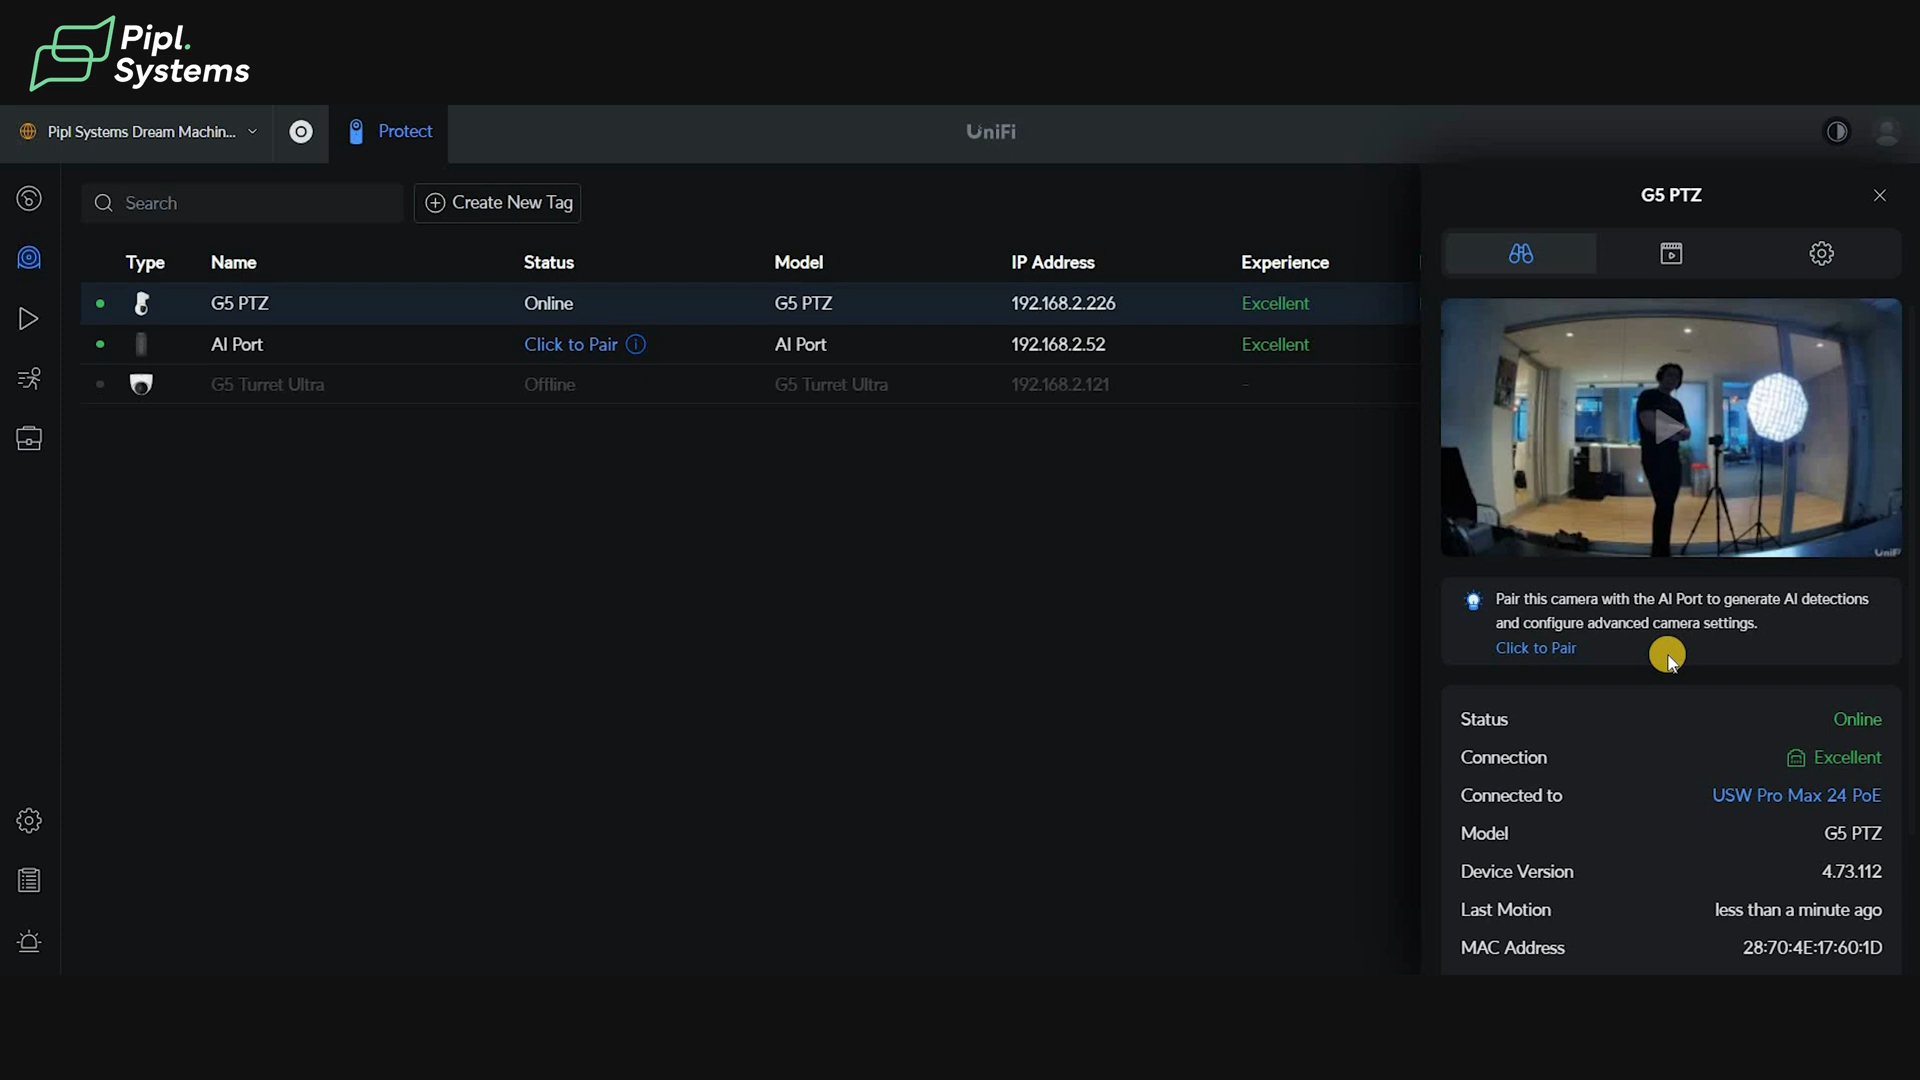 Pipl.
Systems
Pipl Systems Dream Machin...
Protect
UniFi
Search
Create New Tag
Type Name Status Model IP Address Experience
G5 PTZ Online G5 PTZ 192.168.2.226 Excellent
AI Port Click to Pair AI Port 192.168.2.52 Excellent
G5 Turret Ultra Offline G5 Turret Ultra 192.168.2.121 -
G5 PTZ
UniFi
Pair this camera with the AI Port to generate AI detections
and configure advanced camera settings.
Click to Pair
Status Online
Connection Excellent
Connected to USW Pro Max 24 PoE
Model G5 PTZ
Device Version 4.73.112
Last Motion less than a minute ago
MAC Address 28:70:4E:17:60:1D